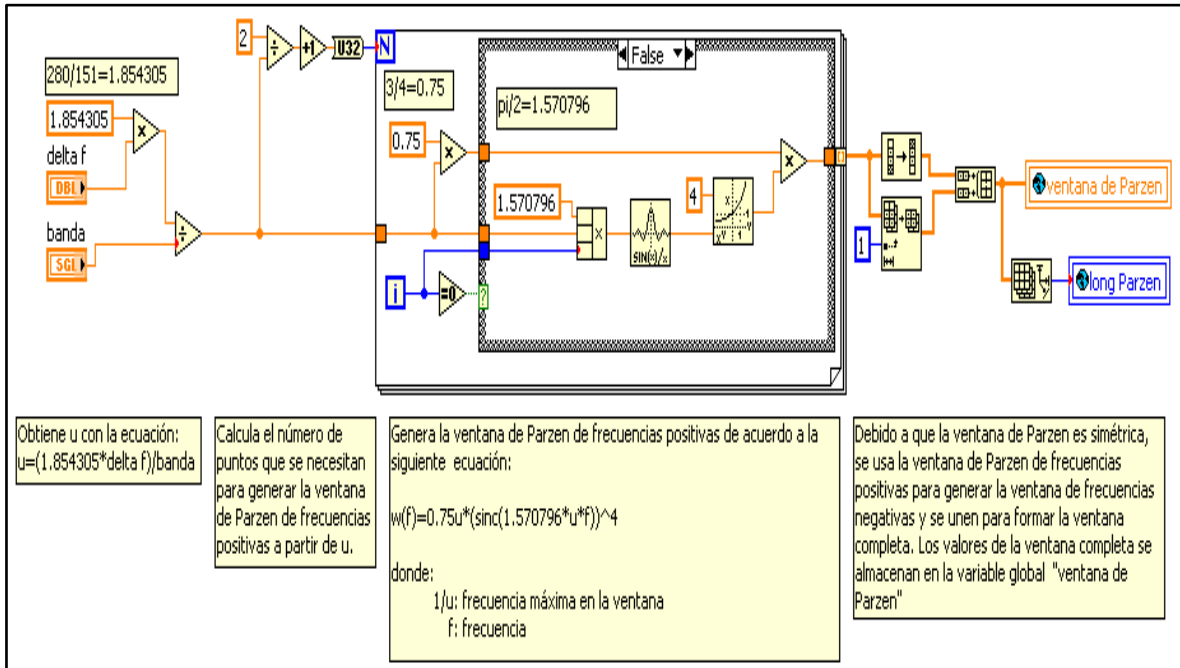 2
+1
U32
N
False
280/151=1.854305
3/4=0.75
pi/2=1.570796
1.854305
x
0.75
x
x
delta f
DBL
1.570796
4
ventana de Parzen
banda
÷
÷
x
SIN(X)/x
SGL
1
i
=0
?
long Parzen
Obtiene u con la ecuación:
u=(1.854305*delta f)/banda
Calcula el número de
puntos que se necesitan
para generar la ventana
de Parzen de frecuencias
positivas a partir de u.
Genera la ventana de Parzen de frecuencias positivas de acuerdo a la
siguiente ecuación:
w(f)=0.75u*(sinc(1.570796*u*f))^4
donde:
1/u: frecuencia máxima en la ventana
f: frecuencia
Debido a que la ventana de Parzen es simétrica,
se usa la ventana de Parzen de frecuencias
positivas para generar la ventana de frecuencias
negativas y se unen para formar la ventana
completa. Los valores de la ventana completa se
almacenan en la variable global "ventana de
Parzen"